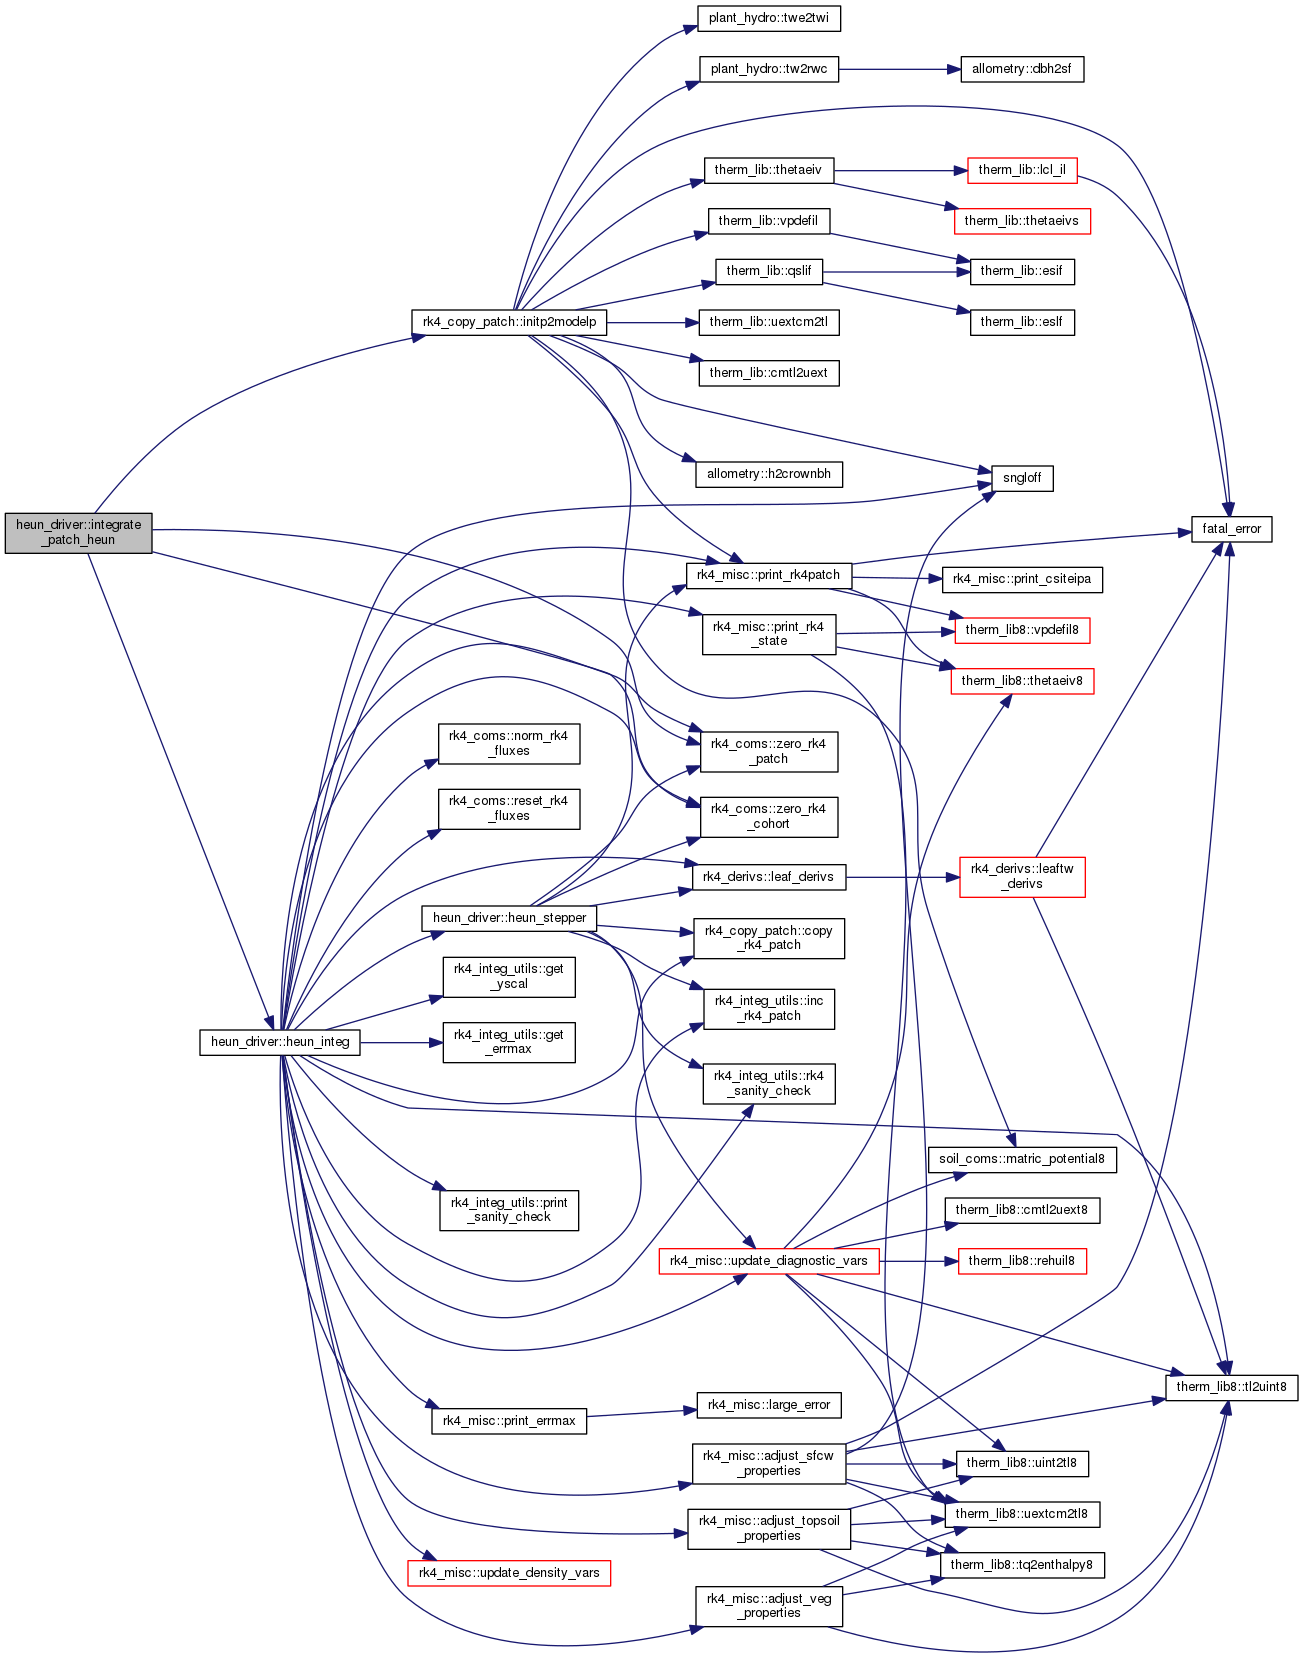 plant_hydro::twe2twi
plant_hydro::tw2rwc
allometry::dbh2sf
therm_lib::thetaeiv
therm_lib::lcl_il
therm_lib::vpdefil
therm_lib::thetaeivs
therm_lib::qslif
therm_lib::esif
rk4_copy_patch::initp2modelp
therm_lib::uextcm2tl
therm_lib::eslf
therm_lib::cmtl2uext
allometry::h2crownbh
sngloff
heun_driver::integrate
_patch_heun
fatal_error
rk4_misc::print_rk4patch
rk4_misc::print_csiteipa
rk4_misc::print_rk4
_state
therm_lib8::vpdefil8
therm_lib8::thetaeiv8
rk4_coms::norm_rk4
_fluxes
rk4_coms::zero_rk4
_patch
rk4_coms::reset_rk4
_fluxes
rk4_coms::zero_rk4
_cohort
rk4_derivs::leaf_derivs
rk4_derivs::leaftw
_derivs
heun_driver::heun_stepper
rk4_copy_patch::copy
_rk4_patch
rk4_integ_utils::get
_yscal
rk4_integ_utils::inc
_rk4_patch
heun_driver::heun_integ
rk4_integ_utils::get
_errmax
rk4_integ_utils::rk4
_sanity_check
soil_coms::matric_potential8
rk4_integ_utils::print
_sanity_check
therm_lib8::cmtl2uext8
rk4_misc::update_diagnostic_vars
therm_lib8::rehuil8
therm_lib8::tl2uint8
rk4_misc::print_errmax
rk4_misc::large_error
rk4_misc::adjust_sfcw
_properties
therm_lib8::uint2tl8
rk4_misc::adjust_topsoil
_properties
therm_lib8::uextcm2tl8
rk4_misc::update_density_vars
therm_lib8::tq2enthalpy8
rk4_misc::adjust_veg
_properties